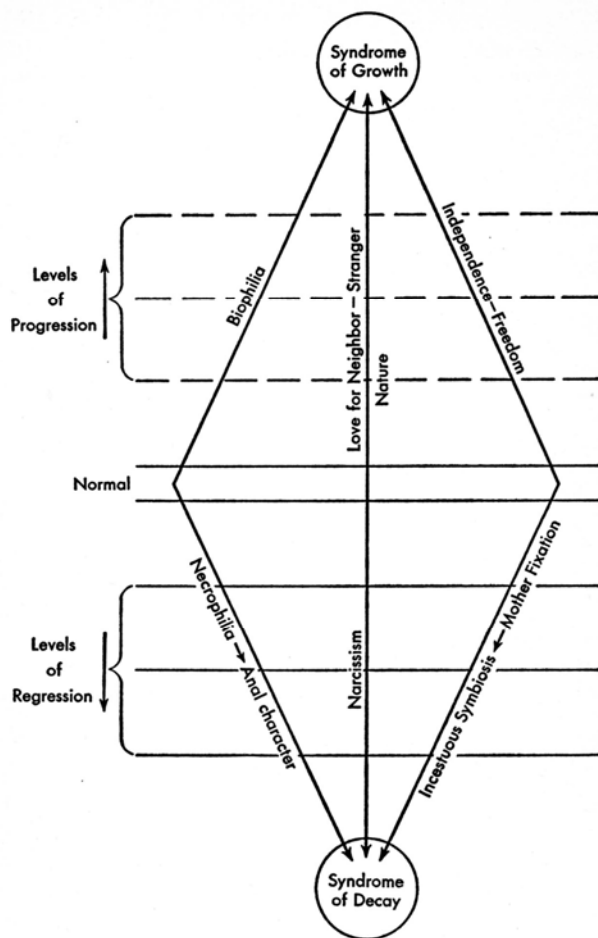 Syndrome
of Growth
Levels
of
Progression
Biophilia
Love for Neighbor — Stranger
Nature
Independence — Freedom
Normal
Levels
of
Regression
Necrophilia → Anal character
Narcissism
Incestuous Symbiosis ← Mother Fixation
Syndrome
of Decay